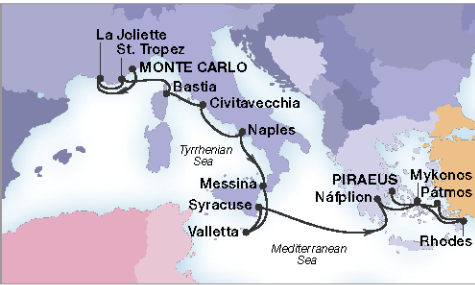 La Joliette
St. Tropez
MONTE CARLO
Bastia
Civitavecchia
Naples
Tyrrhenian
Sea
Messina
Syracuse
Valletta
PIRAEUS
Náfplion
Mykonos
Pátmos
Rhodes
Mediterranean
Sea